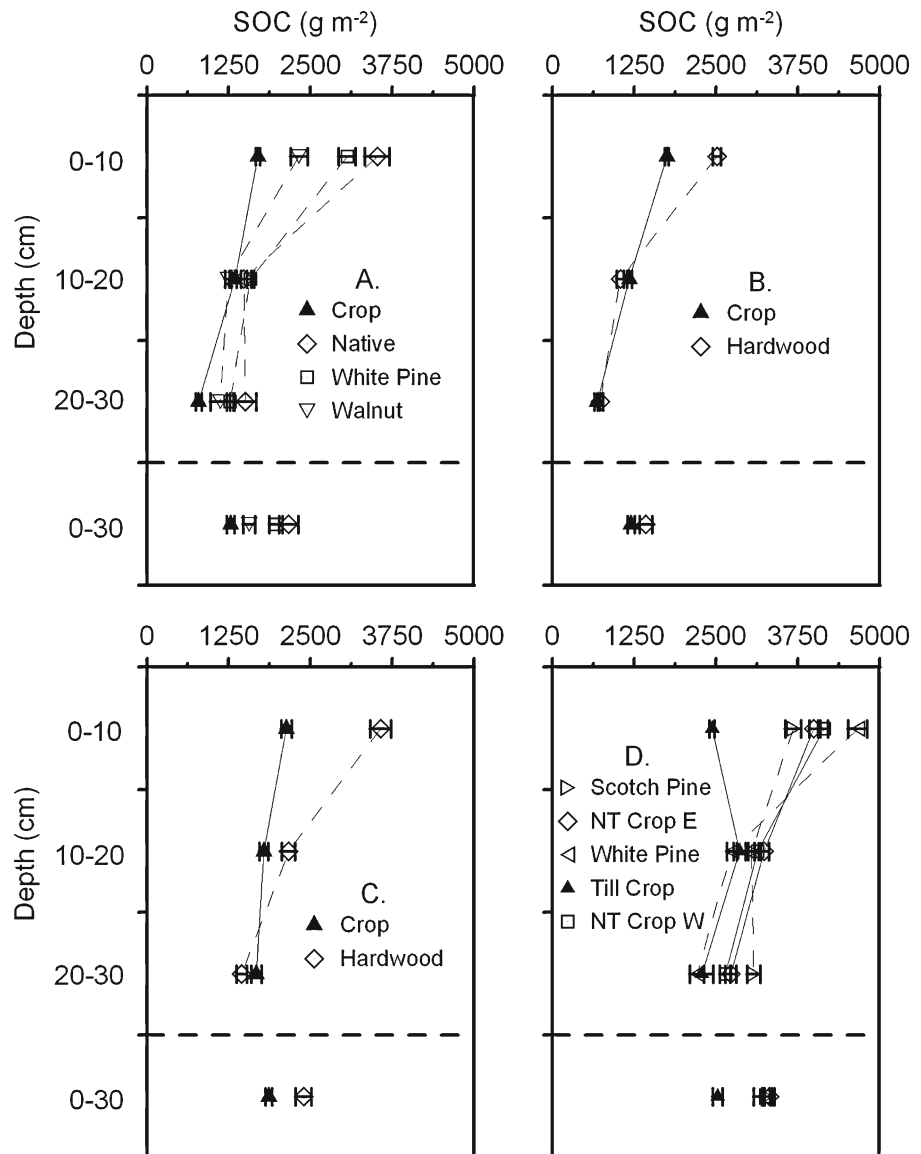 SOC (g m-2) SOC (g m-2)
0 1250 2500 3750 5000 0 1250 2500 3750 5000
Depth (cm)
0-10
10-20
20-30
0-30
A.
Crop
Native
White Pine
Walnut
B.
Crop
Hardwood
0 1250 2500 3750 5000 0 1250 2500 3750 5000
Depth (cm)
0-10
10-20
20-30
0-30
C.
Crop
Hardwood
D.
Scotch Pine
NT Crop E
White Pine
Till Crop
NT Crop W